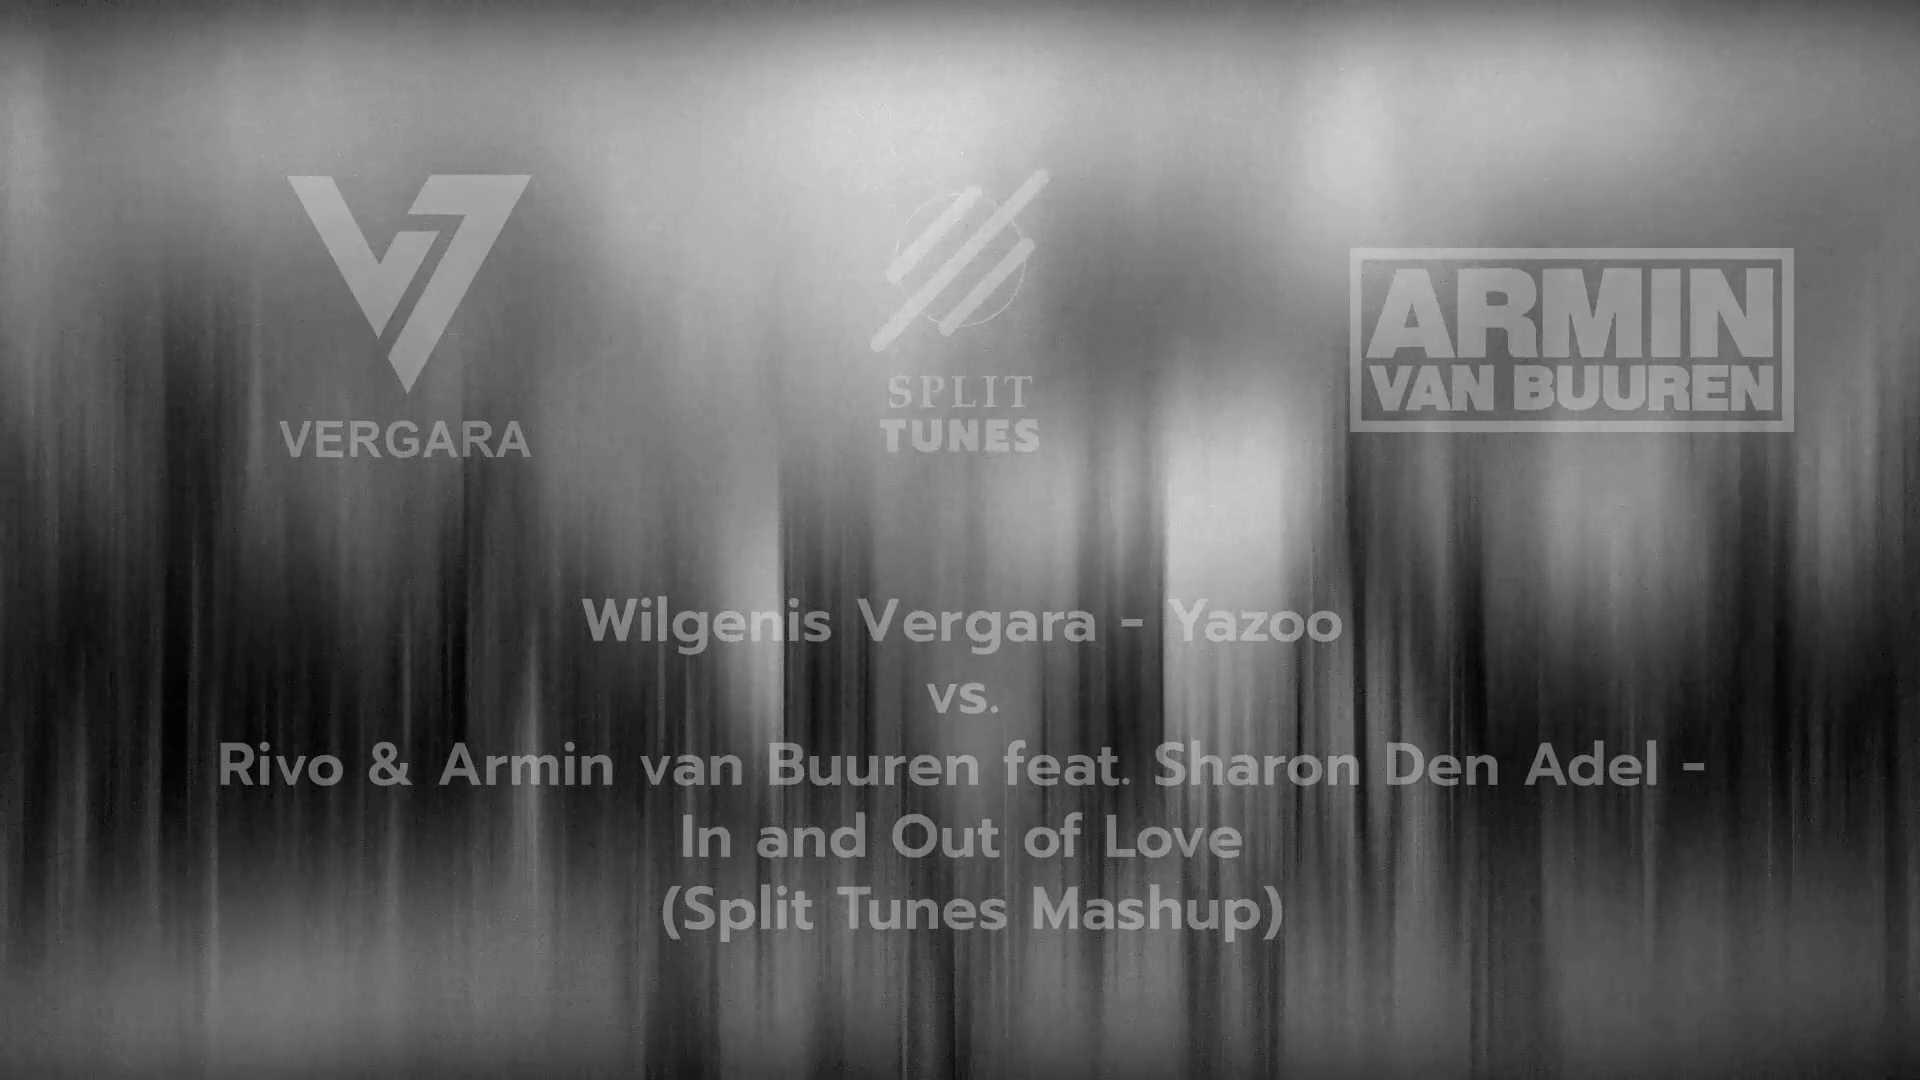 VERGARA
SPLIT
TUNES
ARMIN
VAN BUUREN
Wilgenis Vergara - Yazoo
vs.
Rivo & Armin van Buuren feat. Sharon Den Adel -
In and Out of Love
(Split Tunes Mashup)